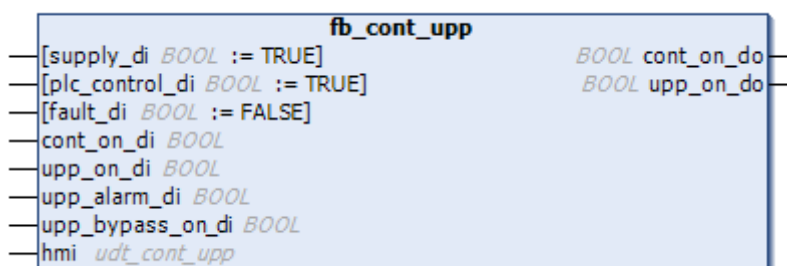 fb_cont_upp
[supply_di BOOL := TRUE] BOOL cont_on_do
[plc_control_di BOOL := TRUE] BOOL upp_on_do
[fault_di BOOL := FALSE]
cont_on_di BOOL
upp_on_di BOOL
upp_alarm_di BOOL
upp_bypass_on_di BOOL
hmi udt_cont_upp